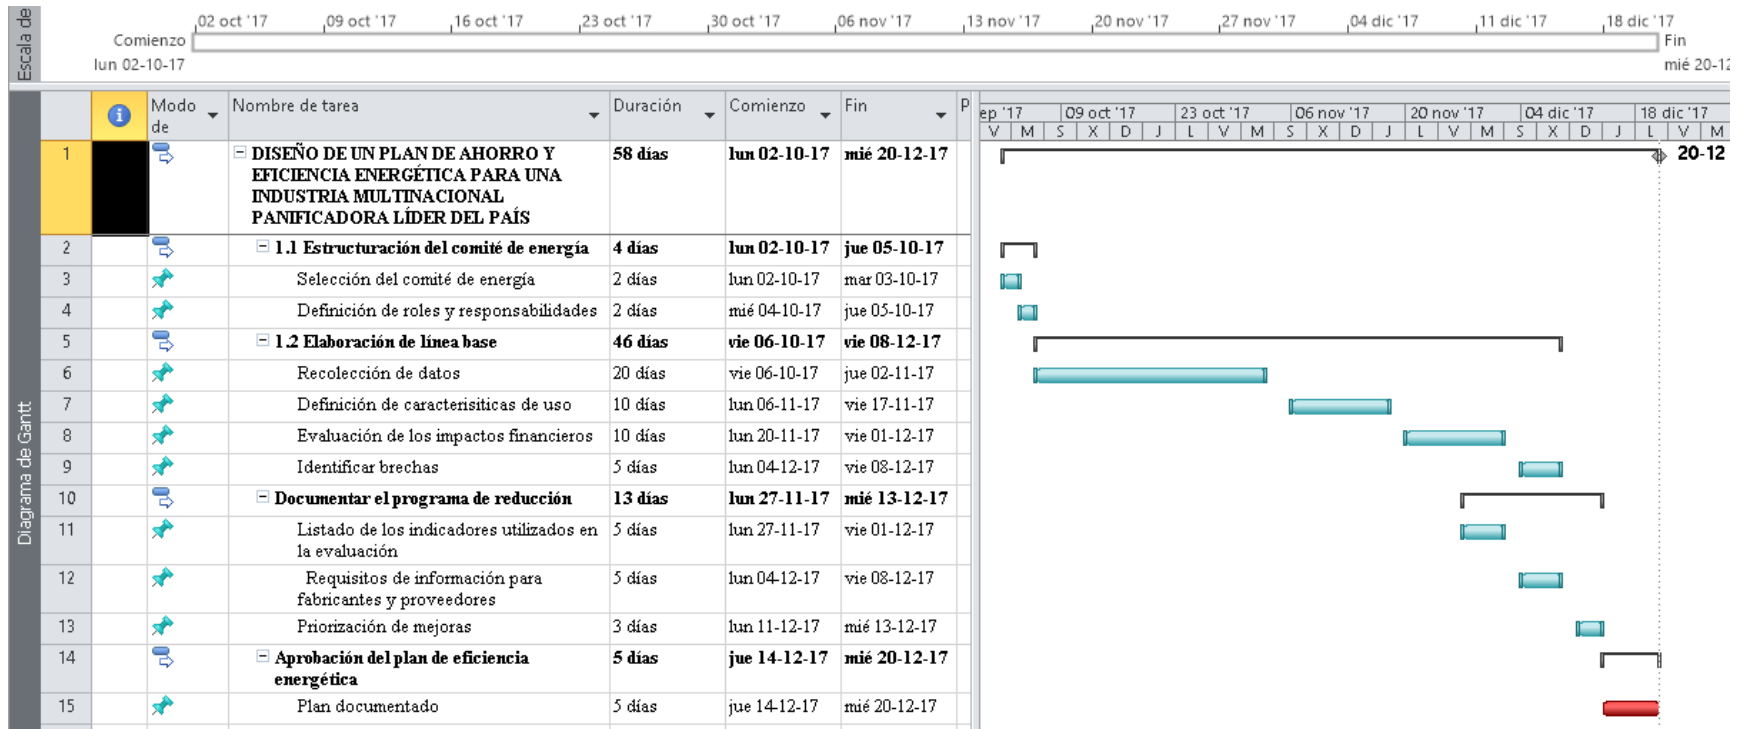 Escala de
02 oct '17 09 oct '17 16 oct '17 23 oct '17 30 oct '17 06 nov '17 13 nov '17 20 nov '17 27 nov '17 04 dic '17 11 dic '17 18 dic '17
Comienzo Fin
lun 02-10-17 mié 20-12
Diagrama de Gantt
Modo de Nombre de tarea Duración Comienzo Fin P
ep '17 09 oct '17 23 oct '17 06 nov '17 20 nov '17 04 dic '17 18 dic '17
V M S X D J L V M S X D J L V M S X D J L V M
1 DISEÑO DE UN PLAN DE AHORRO Y 58 días lun 02-10-17 mié 20-12-17 20-12
EFICIENCIA ENERGÉTICA PARA UNA
INDUSTRIA MULTINACIONAL
PANIFICADORA LÍDER DEL PAÍS
2 1.1 Estructuración del comité de energía 4 días lun 02-10-17 jue 05-10-17
3 Selección del comité de energía 2 días lun 02-10-17 mar 03-10-17
4 Definición de roles y responsabilidades 2 días mié 04-10-17 jue 05-10-17
5 1.2 Elaboración de línea base 46 días vie 06-10-17 vie 08-12-17
6 Recolección de datos 20 días vie 06-10-17 jue 02-11-17
7 Definición de caracterisiticas de uso 10 días lun 06-11-17 vie 17-11-17
8 Evaluación de los impactos financieros 10 días lun 20-11-17 vie 01-12-17
9 Identificar brechas 5 días lun 04-12-17 vie 08-12-17
10 Documentar el programa de reducción 13 días lun 27-11-17 mié 13-12-17
11 Listado de los indicadores utilizados en 5 días lun 27-11-17 vie 01-12-17
la evaluación
12 Requisitos de información para 5 días lun 04-12-17 vie 08-12-17
fabricantes y proveedores
13 Priorización de mejoras 3 días lun 11-12-17 mié 13-12-17
14 Aprobación del plan de eficiencia 5 días jue 14-12-17 mié 20-12-17
energética
15 Plan documentado 5 días jue 14-12-17 mié 20-12-17